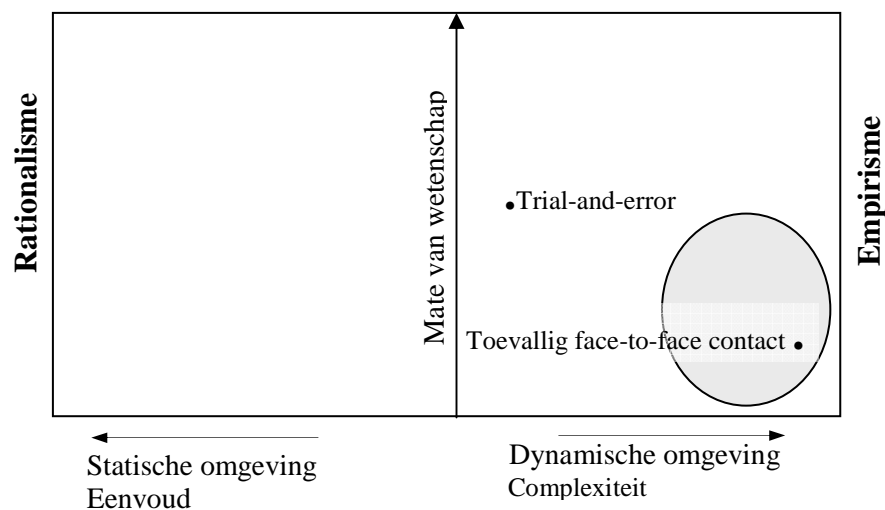 Rationalisme
Mate van wetenschap
Empirisme
Trial-and-error
Toevallig face-to-face contact
Statische omgeving
Eenvoud
Dynamische omgeving
Complexiteit